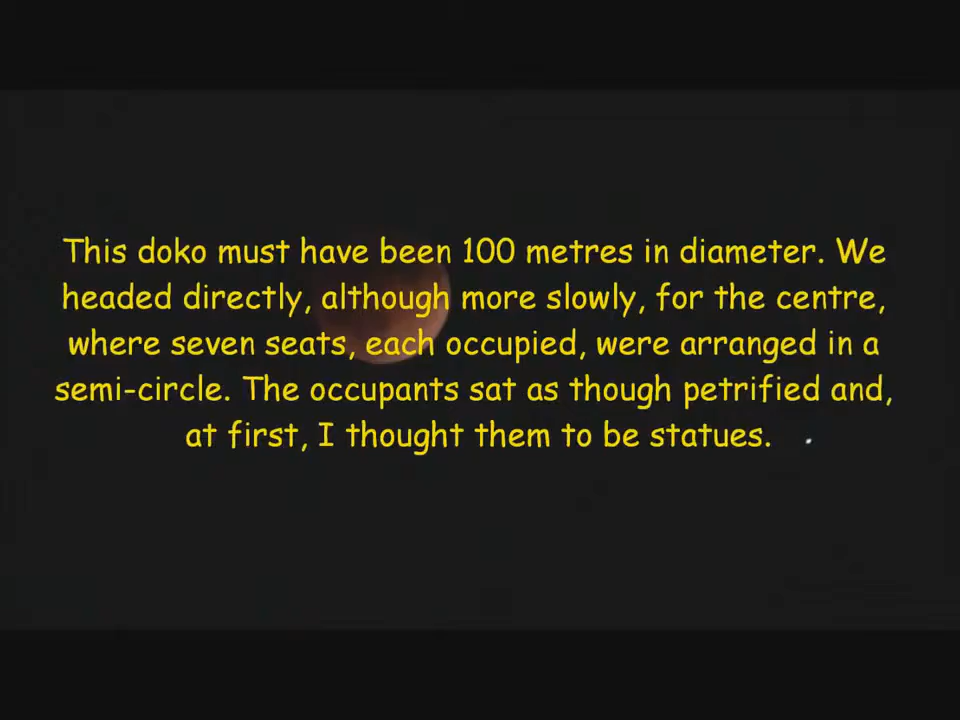 This doko must have been 100 metres in diameter. We
headed directly, although more slowly, for the centre,
where seven seats, each occupied, were arranged in a
semi-circle. The occupants sat as though petrified and,
at first, I thought them to be statues.